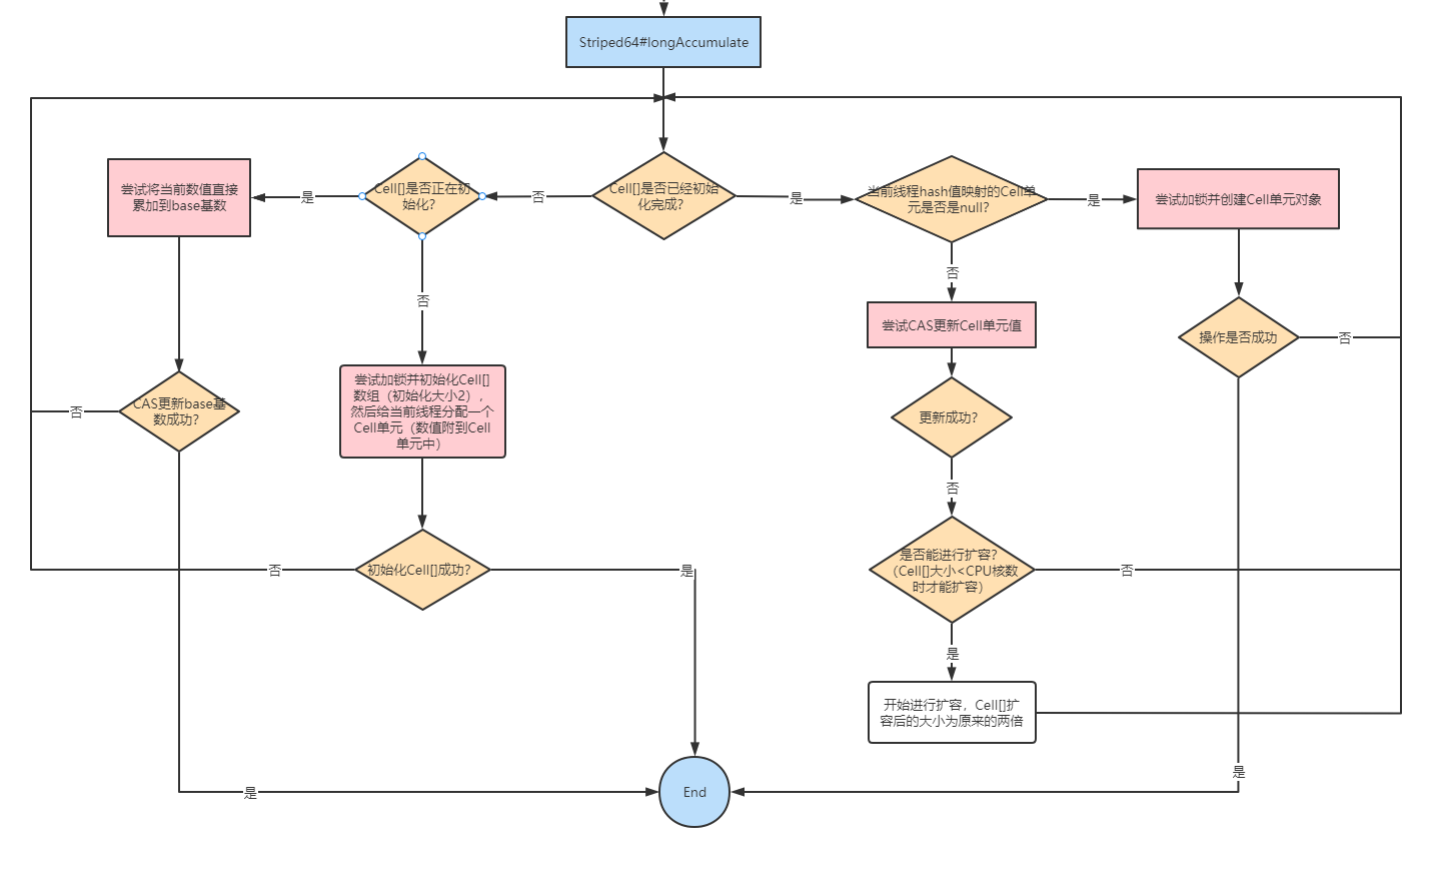 Striped64#longAccumulate
尝试将当前数值直接
累加到base基数
是
Cell[]是否正在初
始化?
否
Cell[]是否已经初始
化完成?
是
当前线程hash值映射的Cell单
元是否是null?
是
尝试加锁并创建Cell单元对象
否
否
尝试CAS更新Cell单元值
操作是否成功
否
尝试加锁并初始化Cell[]
数组（初始化大小2），
然后给当前线程分配一个
Cell单元（数值附到Cell
单元中）
否
CAS更新base基
数成功?
更新成功?
否
是否能进行扩容?
（Cell[]大小<CPU核数
时才能扩容）
否
否
初始化Cell[]成功?
是
是
开始进行扩容，Cell[]扩
容后的大小为原来的两倍
是
是
End